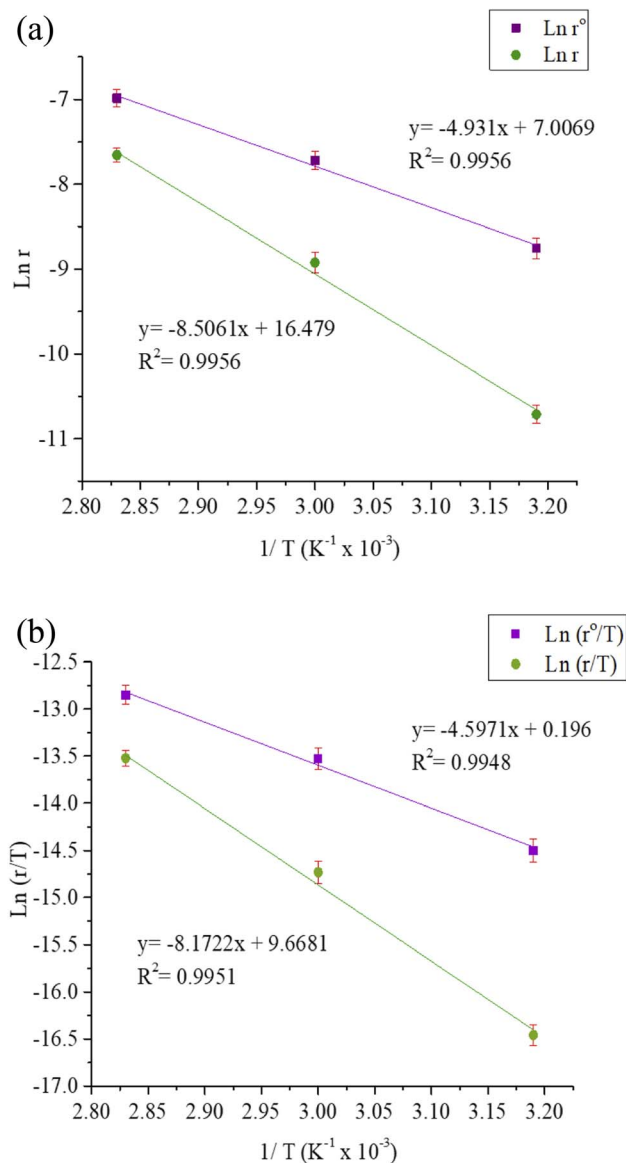 (a)
Ln rº
Ln r
-7
-8
-9
-10
-11
Ln r
y= -4.931x + 7.0069
R²= 0.9956
y= -8.5061x + 16.479
R²= 0.9956
2.80 2.85 2.90 2.95 3.00 3.05 3.10 3.15 3.20
1/ T (K⁻¹ x 10⁻³)
(b)
Ln (rº/T)
Ln (r/T)
-12.5
-13.0
-13.5
-14.0
-14.5
-15.0
-15.5
-16.0
-16.5
-17.0
Ln (r/T)
y= -4.5971x + 0.196
R²= 0.9948
y= -8.1722x + 9.6681
R²= 0.9951
2.80 2.85 2.90 2.95 3.00 3.05 3.10 3.15 3.20
1/ T (K⁻¹ x 10⁻³)